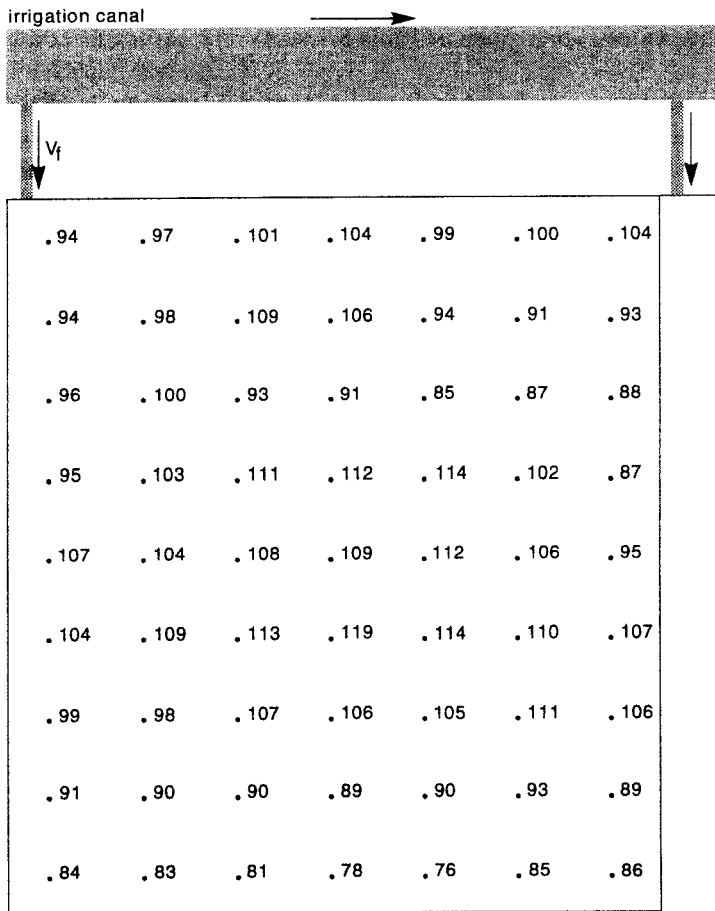 irrigation canal
Vf
. 94 . 97 . 101 . 104 . 99 . 100 . 104
. 94 . 98 . 109 . 106 . 94 . 91 . 93
. 96 . 100 . 93 . 91 . 85 . 87 . 88
. 95 . 103 . 111 . 112 . 114 . 102 . 87
. 107 . 104 . 108 . 109 . 112 . 106 . 95
. 104 . 109 . 113 . 119 . 114 . 110 . 107
. 99 . 98 . 107 . 106 . 105 . 111 . 106
. 91 . 90 . 90 . 89 . 90 . 93 . 89
. 84 . 83 . 81 . 78 . 76 . 85 . 86